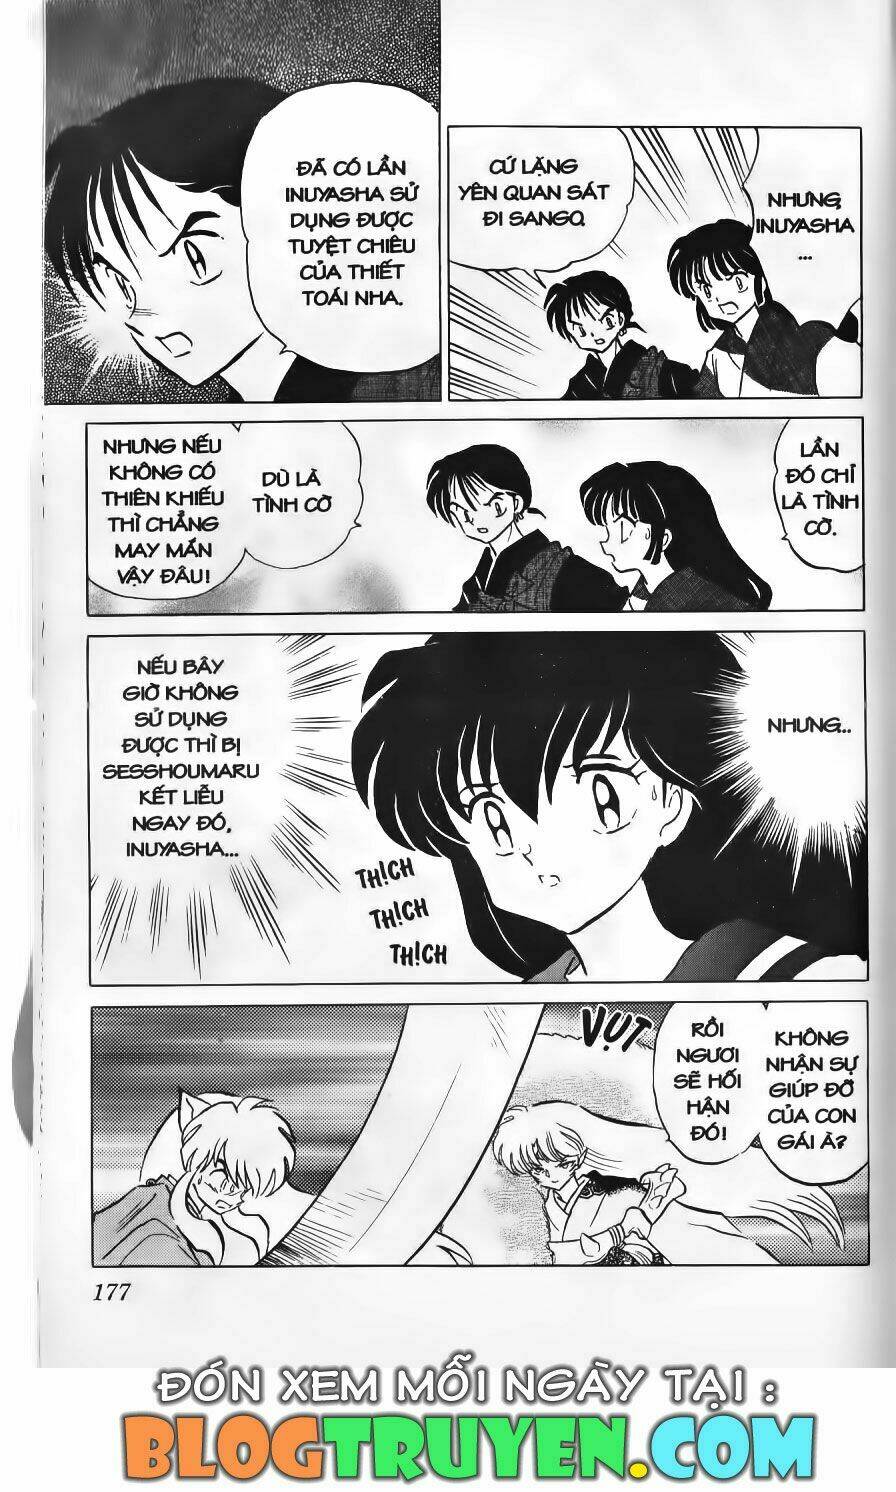 NHƯNG,
INUYASHA
...
CỨ LẶNG
YÊN QUAN SÁT
ĐI SANGO.
ĐÃ CÓ LẦN
INUYASHA SỬ
DỤNG ĐƯỢC
TUYỆT CHIÊU
CỦA THIẾT
TOÁI NHA.
LẦN
ĐÓ CHỈ
LÀ TÌNH
CỜ.
DÙ LÀ
TÌNH CỜ
NHƯNG NẾU
KHÔNG CÓ
THIÊN KHIẾU
THÌ CHẲNG
MAY MẮN
VẬY ĐÂU!
NHƯNG...
NẾU BÂY
GIỜ KHÔNG
SỬ DỤNG
ĐƯỢC THÌ BỊ
SESSHOUMARU
KẾT LIỄU
NGAY ĐÓ,
INUYASHA...
THỊCH
THỊCH
THỊCH
KHÔNG
NHẬN SỰ
GIÚP ĐỠ
CỦA CON
GÁI À?
RỒI
NGƯƠI
SẼ HỐI
HẬN
ĐÓ!
VỤT
177
ĐÓN XEM MỖI NGÀY TẠI :
BLOGTRUYEN.COM